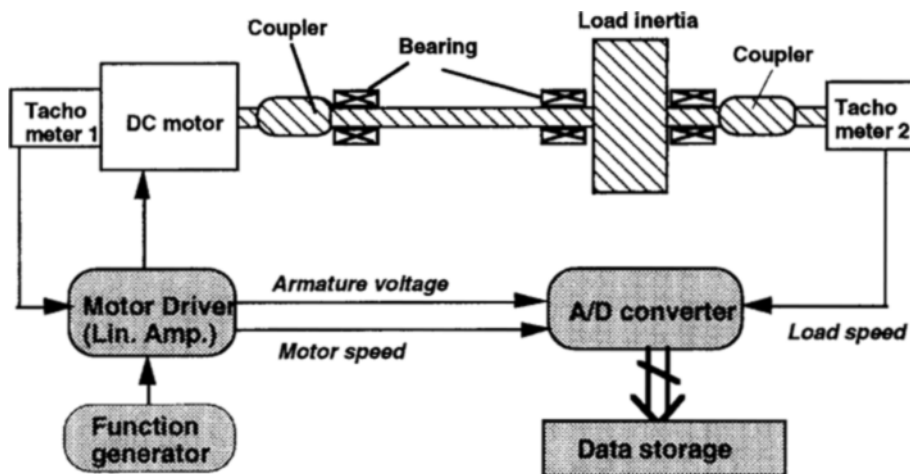 Load inertia
Coupler
Bearing
Coupler
Tacho
meter 1
DC motor
Tacho
meter 2
Armature voltage
Motor Driver
(Lin. Amp.)
A/D converter
Motor speed
Load speed
Function
generator
Data storage